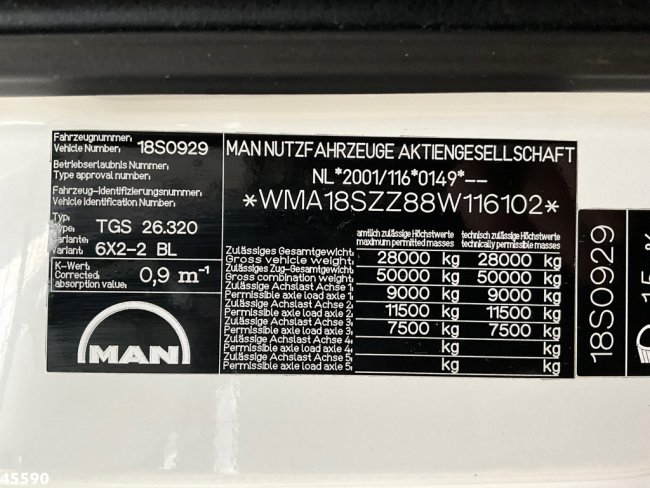 Fahrzeugnummer:
Vehicle Number: 18S0929
Betriebserlaubnis Nummer:
Type approval number:
Fahrzeug-Identifizierungsnummer:
Vehicle Identification Number:
Typ:
Type: TGS 26.320
Variante:
Variant: 6X2-2 BL
K-Wert:
Corrected 0,9 m⁻¹
absorption value:
MAN
MAN NUTZFAHRZEUGE AKTIENGESELLSCHAFT
NL*2001/116*0149*--
*WMA18SZZ88W116102*
amtlich zulässige Höchstwerte technisch zulässige Höchstwerte
maximum permitted masses technically permissible masses
Zulässiges Gesamtgewicht:
Gross vehicle weight: 28000 kg 28000 kg
Zulässiges Zug-Gesamtgewicht:
Gross combination weight: 50000 kg 50000 kg
Zulässige Achslast Achse 1:
Permissible axle load axle 1: 9000 kg 9000 kg
Zulässige Achslast Achse 2:
Permissible axle load axle 2: 11500 kg 11500 kg
Zulässige Achslast Achse 3:
Permissible axle load axle 3: 7500 kg 7500 kg
Zulässige Achslast Achse 4:
Permissible axle load axle 4: kg kg
Zulässige Achslast Achse 5:
Permissible axle load axle 5: kg kg
18S0929
1,5 %
45590